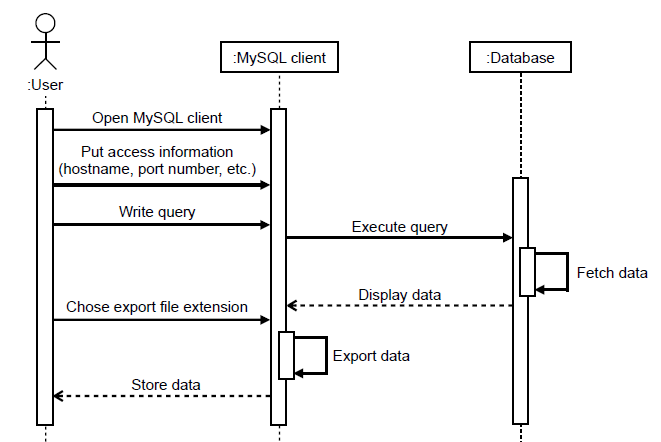 :User
:MySQL client
:Database
Open MySQL client
Put access information
(hostname, port number, etc.)
Write query
Execute query
Fetch data
Display data
Chose export file extension
Export data
Store data